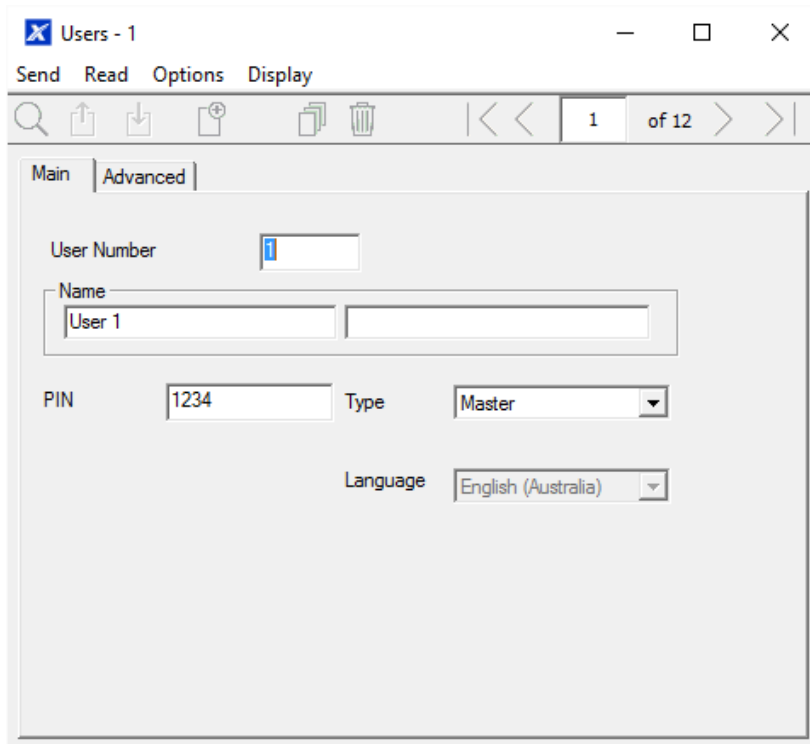 Users - 1
Send Read Options Display
1 of 12
Main Advanced
User Number 1
Name
User 1
PIN 1234 Type Master
Language English (Australia)